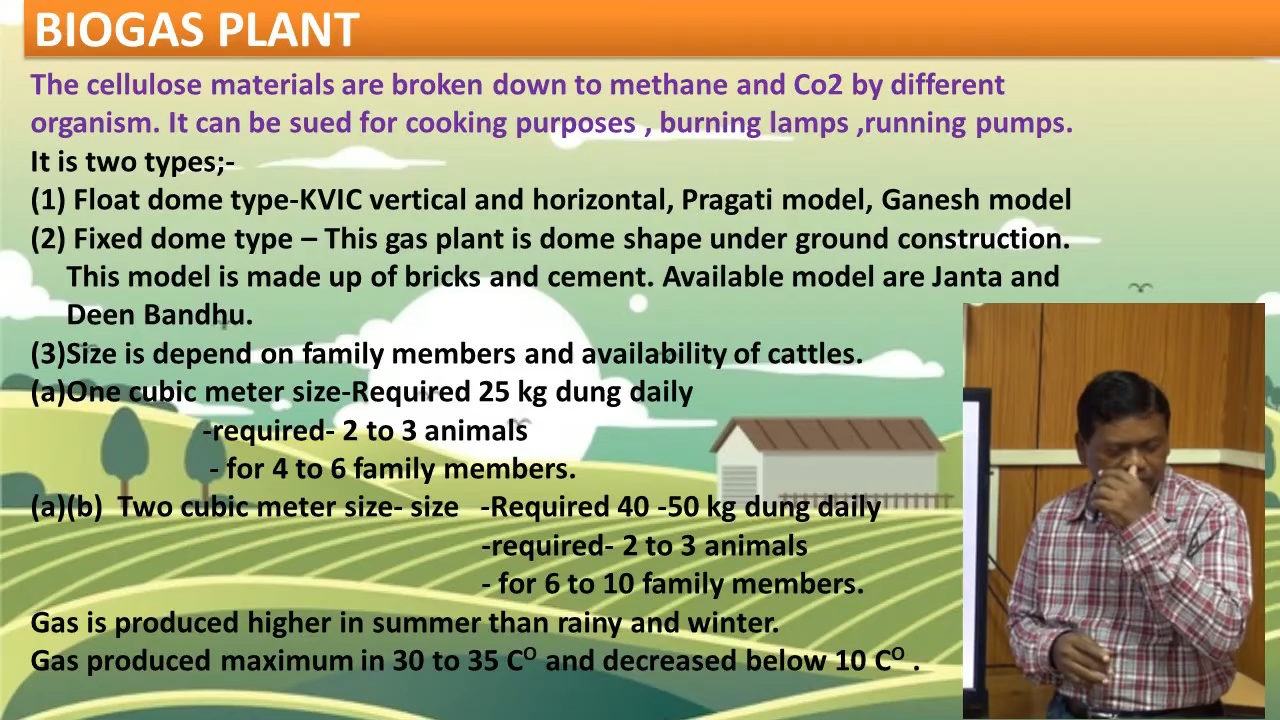 BIOGAS PLANT
The cellulose materials are broken down to methane and Co2 by different
organism. It can be sued for cooking purposes , burning lamps ,running pumps.
It is two types;-
(1) Float dome type-KVIC vertical and horizontal, Pragati model, Ganesh model
(2) Fixed dome type – This gas plant is dome shape under ground construction.
This model is made up of bricks and cement. Available model are Janta and
Deen Bandhu.
(3)Size is depend on family members and availability of cattles.
(a)One cubic meter size-Required 25 kg dung daily
-required- 2 to 3 animals
- for 4 to 6 family members.
(a)(b) Two cubic meter size- size -Required 40 -50 kg dung daily
-required- 2 to 3 animals
- for 6 to 10 family members.
Gas is produced higher in summer than rainy and winter.
Gas produced maximum in 30 to 35 Cᴼ and decreased below 10 Cᴼ .